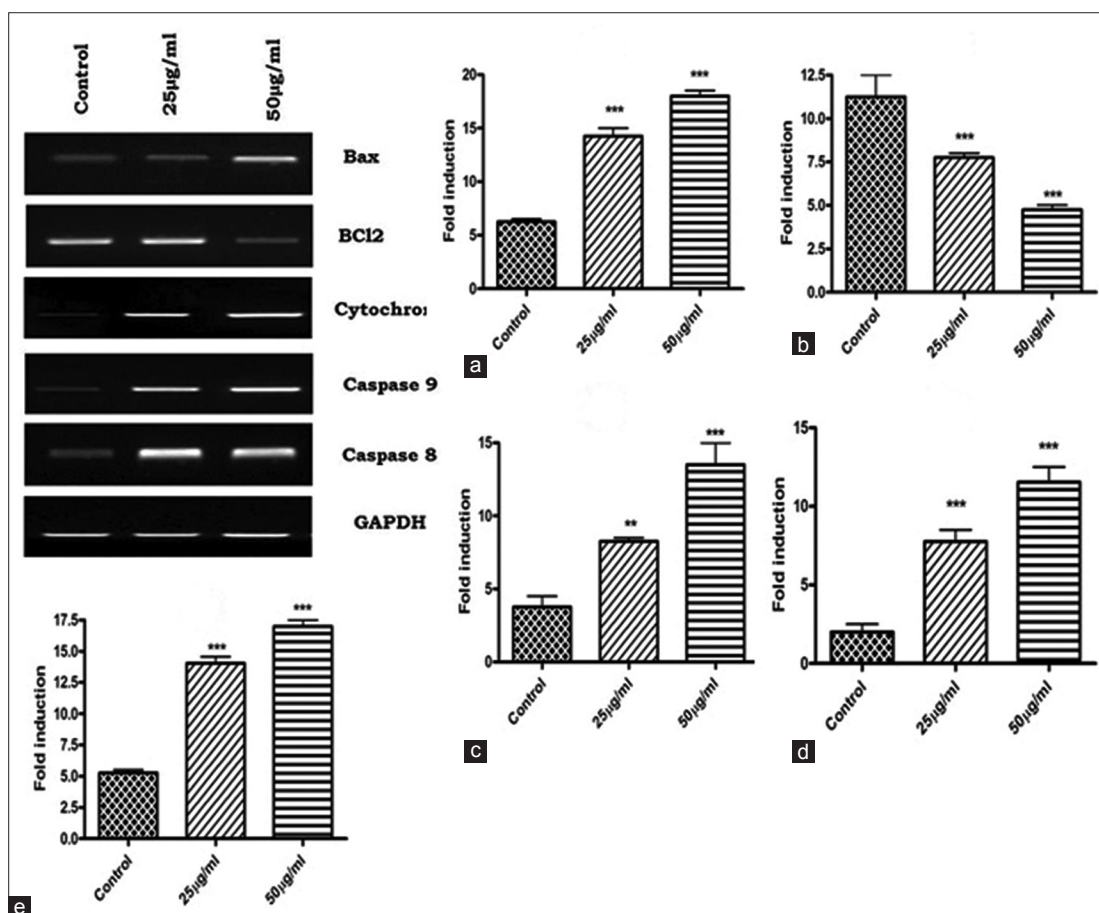 Control
25µg/ml
50µg/ml
Bax
BCl2
Cytochron
Caspase 9
Caspase 8
GAPDH
20
15
10
5
0
Fold induction
***
***
Control
25µg/ml
50µg/ml
a
12.5
10.0
7.5
5.0
2.5
0.0
Fold induction
***
***
Control
25µg/ml
50µg/ml
b
15
10
5
0
Fold induction
**
***
Control
25µg/ml
50µg/ml
c
15
10
5
0
Fold induction
***
***
Control
25µg/ml
50µg/ml
d
17.5
15.0
12.5
10.0
7.5
5.0
2.5
0.0
Fold induction
***
***
Control
25µg/ml
50µg/ml
e